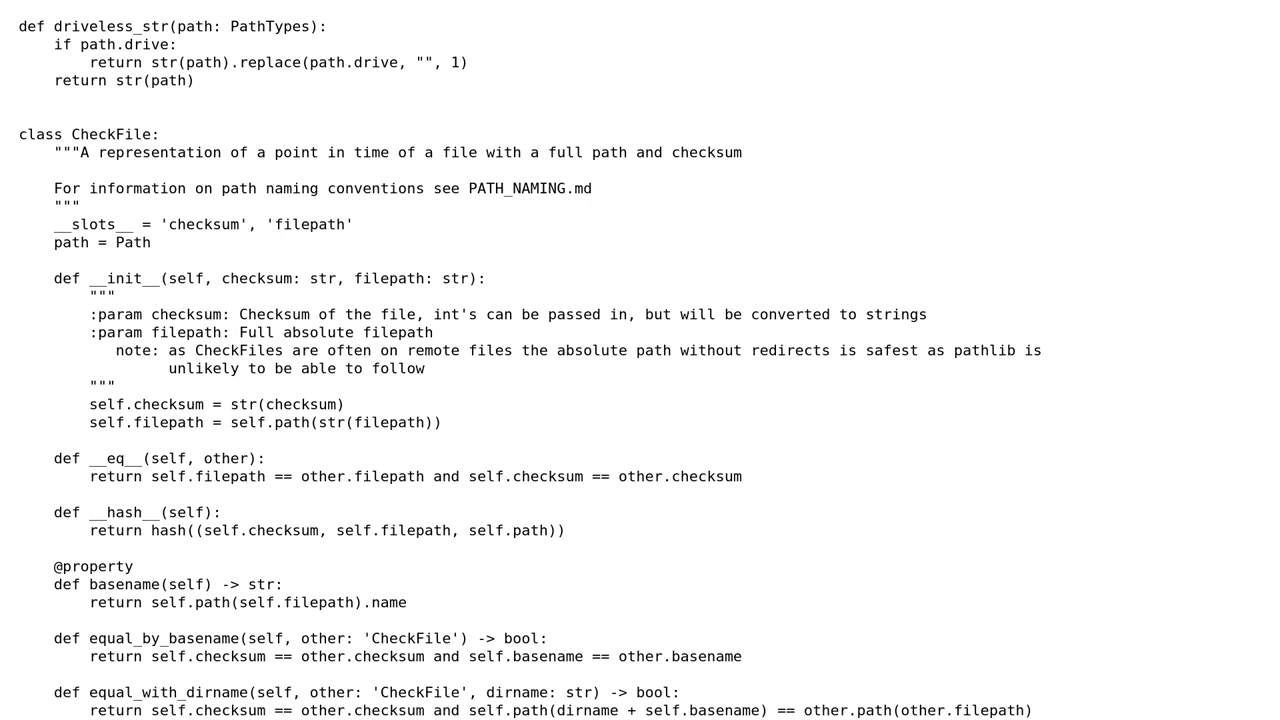 def driveless_str(path: PathTypes):
    if path.drive:
        return str(path).replace(path.drive, "", 1)
    return str(path)


class CheckFile:
    """A representation of a point in time of a file with a full path and checksum

    For information on path naming conventions see PATH_NAMING.md
    """
    __slots__ = 'checksum', 'filepath'
    path = Path

    def __init__(self, checksum: str, filepath: str):
        """
        :param checksum: Checksum of the file, int's can be passed in, but will be converted to strings
        :param filepath: Full absolute filepath
           note: as CheckFiles are often on remote files the absolute path without redirects is safest as pathlib is
                 unlikely to be able to follow
        """
        self.checksum = str(checksum)
        self.filepath = self.path(str(filepath))

    def __eq__(self, other):
        return self.filepath == other.filepath and self.checksum == other.checksum

    def __hash__(self):
        return hash((self.checksum, self.filepath, self.path))

    @property
    def basename(self) -> str:
        return self.path(self.filepath).name

    def equal_by_basename(self, other: 'CheckFile') -> bool:
        return self.checksum == other.checksum and self.basename == other.basename

    def equal_with_dirname(self, other: 'CheckFile', dirname: str) -> bool:
        return self.checksum == other.checksum and self.path(dirname + self.basename) == other.path(other.filepath)